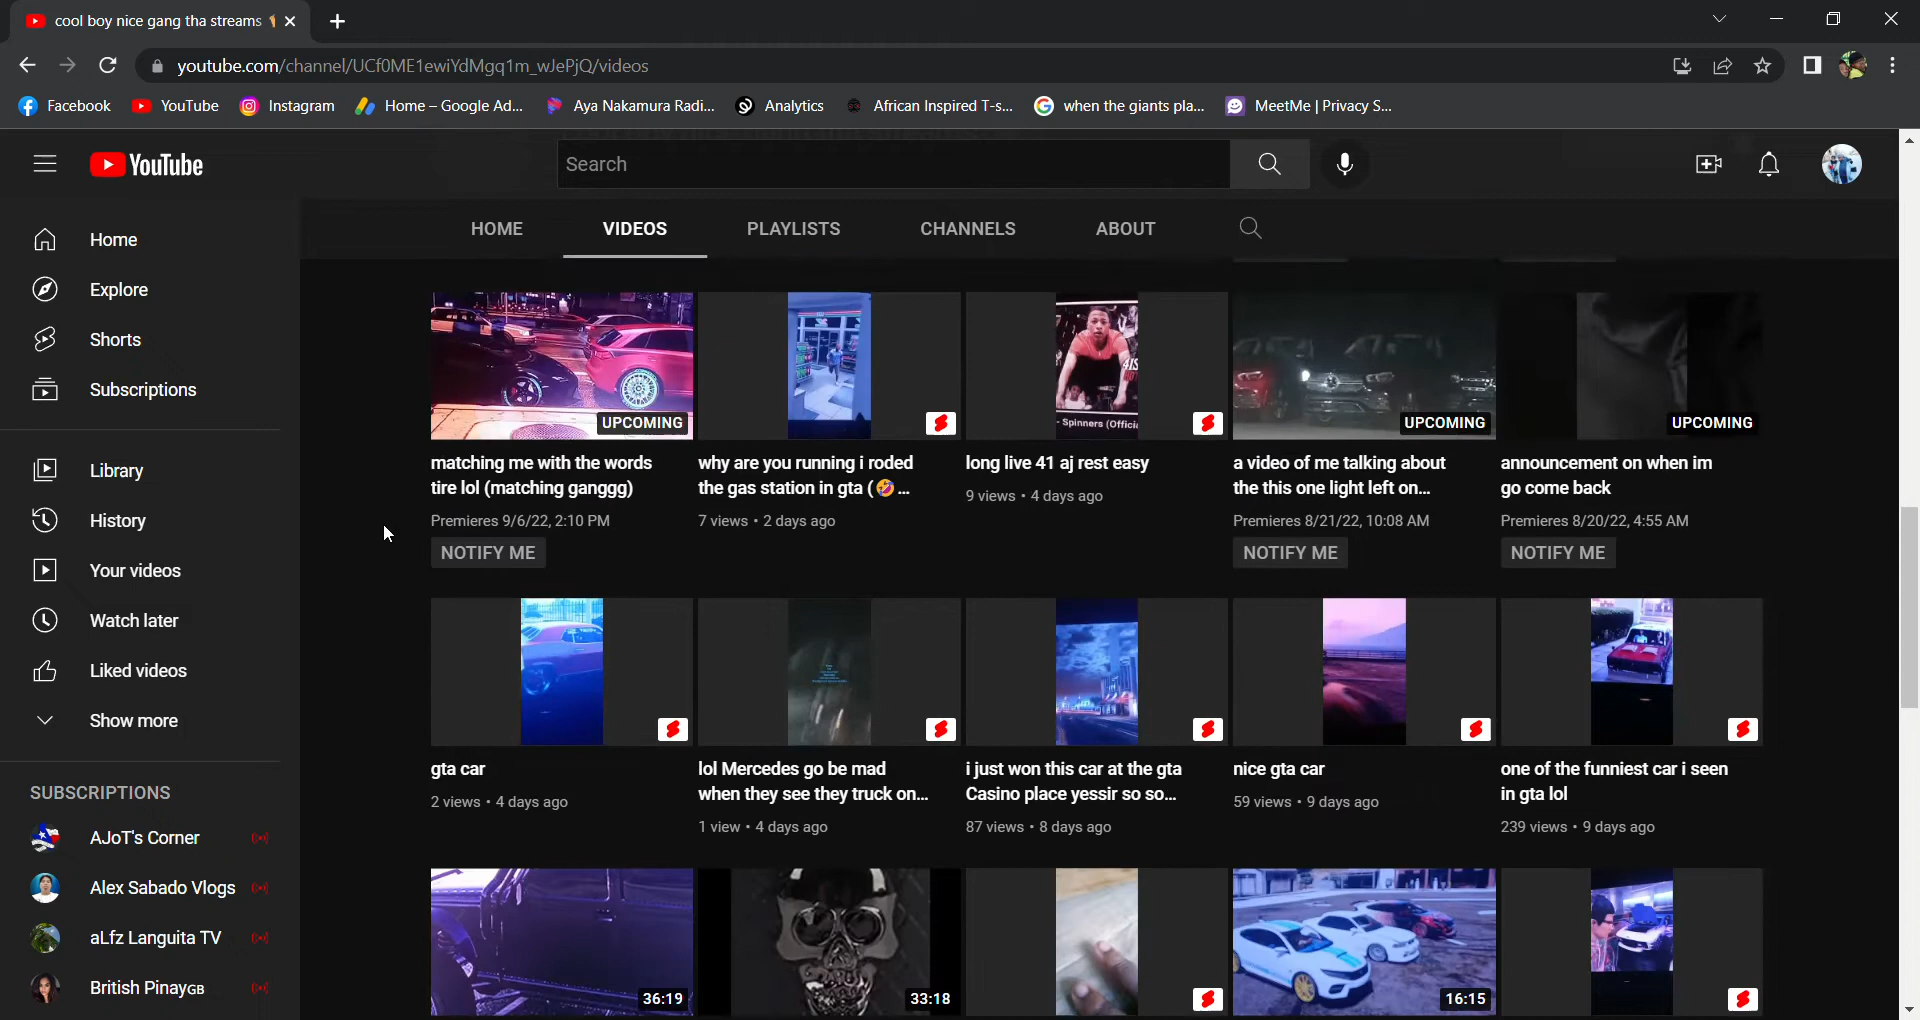 cool boy nice gang tha streams
youtube.com/channel/UCf0ME1ewiYdMgq1m_wJePjQ/videos
Facebook YouTube Instagram Home – Google Ad... Aya Nakamura Radi... Analytics African Inspired T-s... when the giants pla... MeetMe | Privacy S...
YouTube
Search
HOME VIDEOS PLAYLISTS CHANNELS ABOUT
Home
Explore
Shorts
Subscriptions
Library
History
Your videos
Watch later
Liked videos
Show more
SUBSCRIPTIONS
AJoT's Corner
Alex Sabado Vlogs
aLfz Languita TV
British PinayGB
UPCOMING
matching me with the words
tire lol (matching ganggg)
Premieres 9/6/22, 2:10 PM
NOTIFY ME
why are you running i roded
the gas station in gta (🤣...
7 views • 2 days ago
- Spinners (Officia
long live 41 aj rest easy
9 views • 4 days ago
UPCOMING
a video of me talking about
the this one light left on...
Premieres 8/21/22, 10:08 AM
NOTIFY ME
UPCOMING
announcement on when im
go come back
Premieres 8/20/22, 4:55 AM
NOTIFY ME
gta car
2 views • 4 days ago
lol Mercedes go be mad
when they see they truck on...
1 view • 4 days ago
i just won this car at the gta
Casino place yessir so so...
87 views • 8 days ago
nice gta car
59 views • 9 days ago
one of the funniest car i seen
in gta lol
239 views • 9 days ago
36:19
33:18
16:15